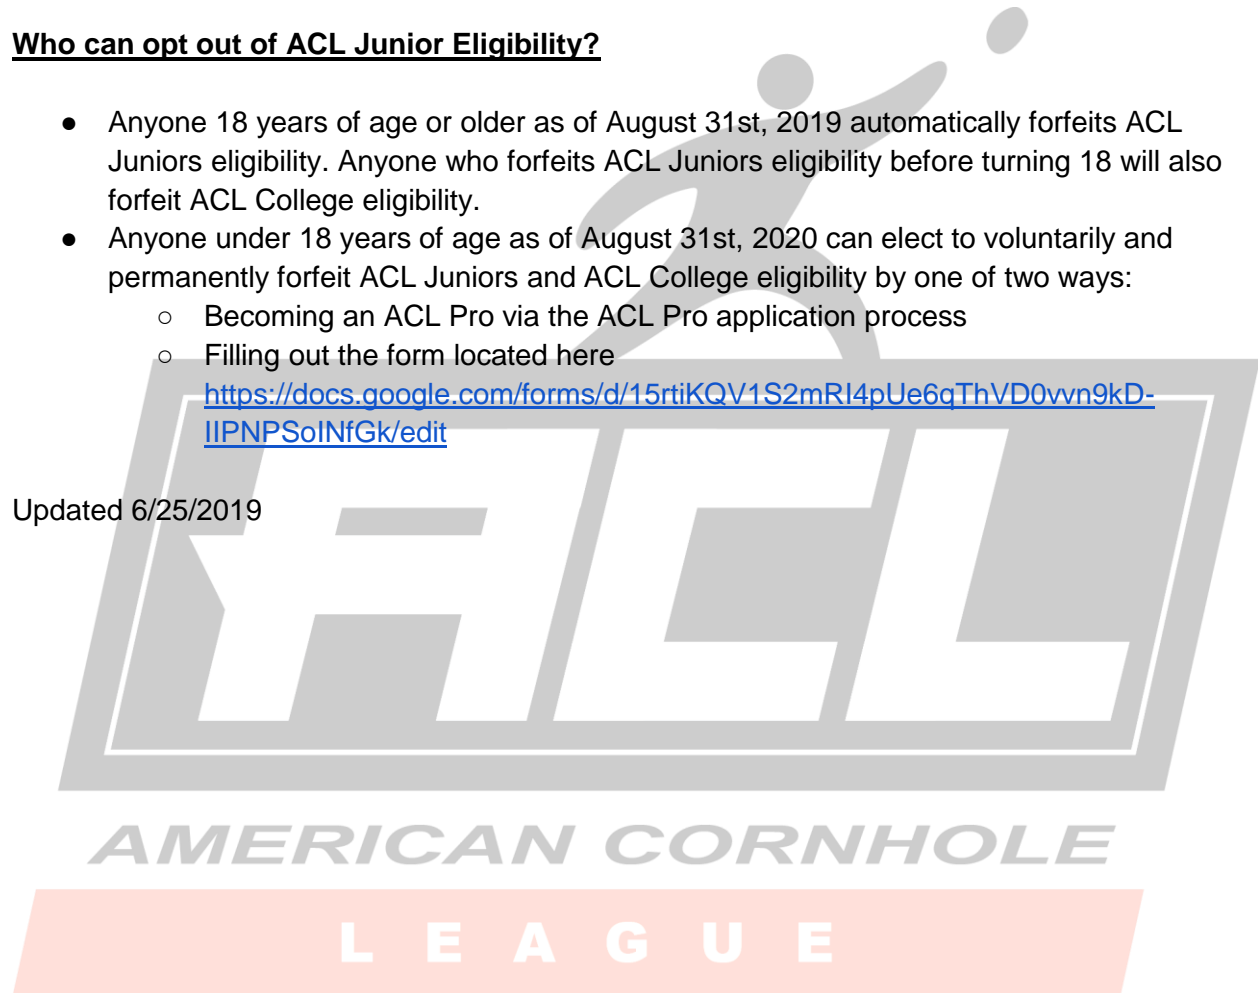 Who can opt out of ACL Junior Eligibility?
● Anyone 18 years of age or older as of August 31st, 2019 automatically forfeits ACL
Juniors eligibility. Anyone who forfeits ACL Juniors eligibility before turning 18 will also
forfeit ACL College eligibility.
● Anyone under 18 years of age as of August 31st, 2020 can elect to voluntarily and
permanently forfeit ACL Juniors and ACL College eligibility by one of two ways:
○ Becoming an ACL Pro via the ACL Pro application process
○ Filling out the form located here
https://docs.google.com/forms/d/15rtiKQV1S2mRI4pUe6qThVD0vvn9kD-
IIPNPSoINfGk/edit
Updated 6/25/2019
ACL
AMERICAN CORNHOLE
LEAGUE